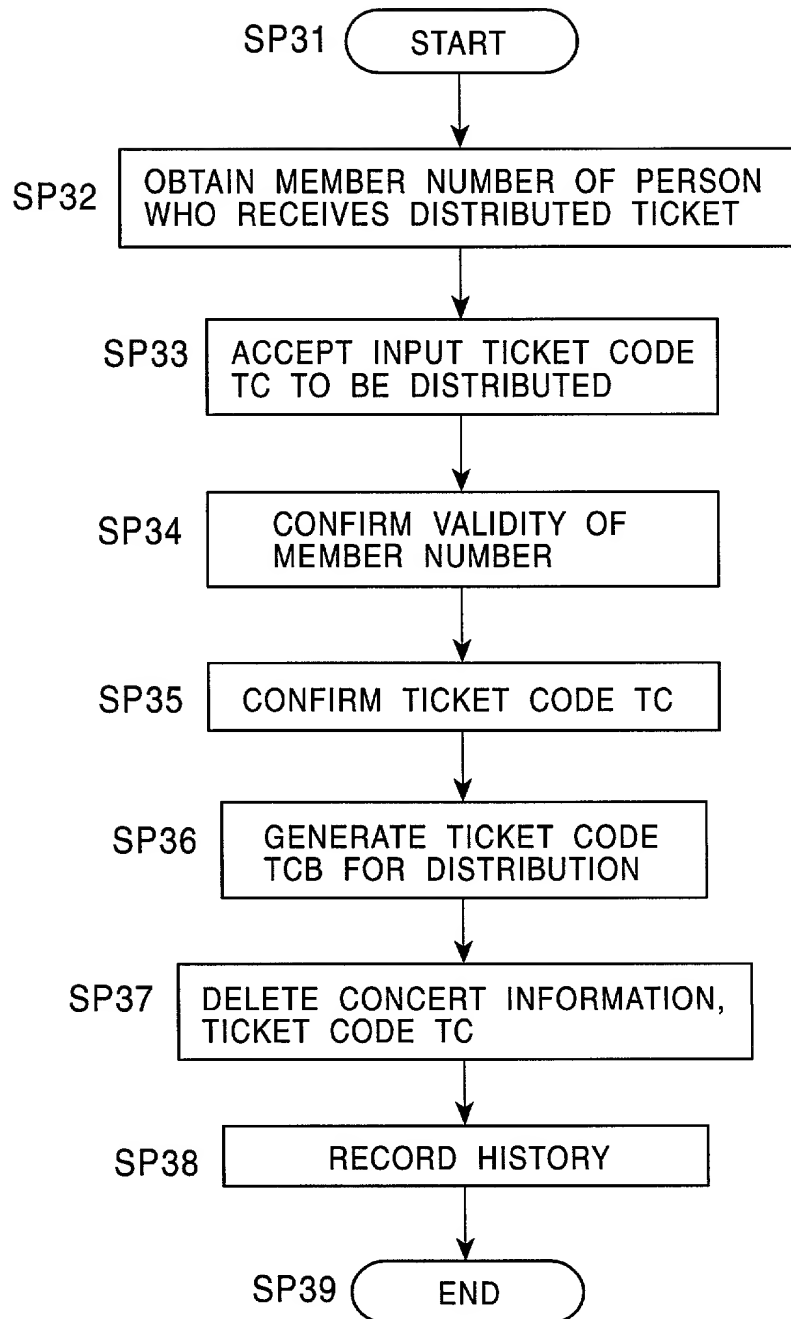 SP31 START
SP32 OBTAIN MEMBER NUMBER OF PERSON
WHO RECEIVES DISTRIBUTED TICKET
SP33 ACCEPT INPUT TICKET CODE
TC TO BE DISTRIBUTED
SP34 CONFIRM VALIDITY OF
MEMBER NUMBER
SP35 CONFIRM TICKET CODE TC
SP36 GENERATE TICKET CODE
TCB FOR DISTRIBUTION
SP37 DELETE CONCERT INFORMATION,
TICKET CODE TC
SP38 RECORD HISTORY
SP39 END